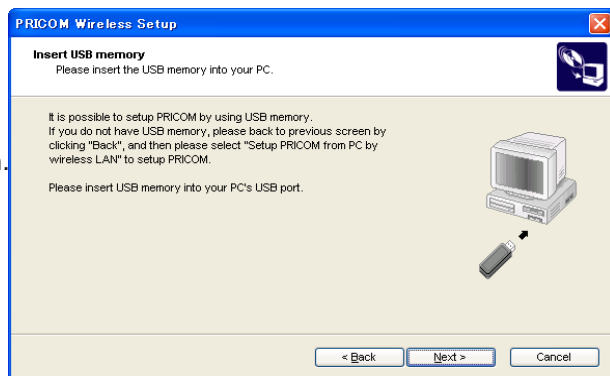 PRICOM Wireless Setup
Insert USB memory
Please insert the USB memory into your PC.
It is possible to setup PRICOM by using USB memory.
If you do not have USB memory, please back to previous screen by
clicking "Back", and then please select "Setup PRICOM from PC by
wireless LAN" to setup PRICOM.
Please insert USB memory into your PC's USB port.
< Back
Next >
Cancel